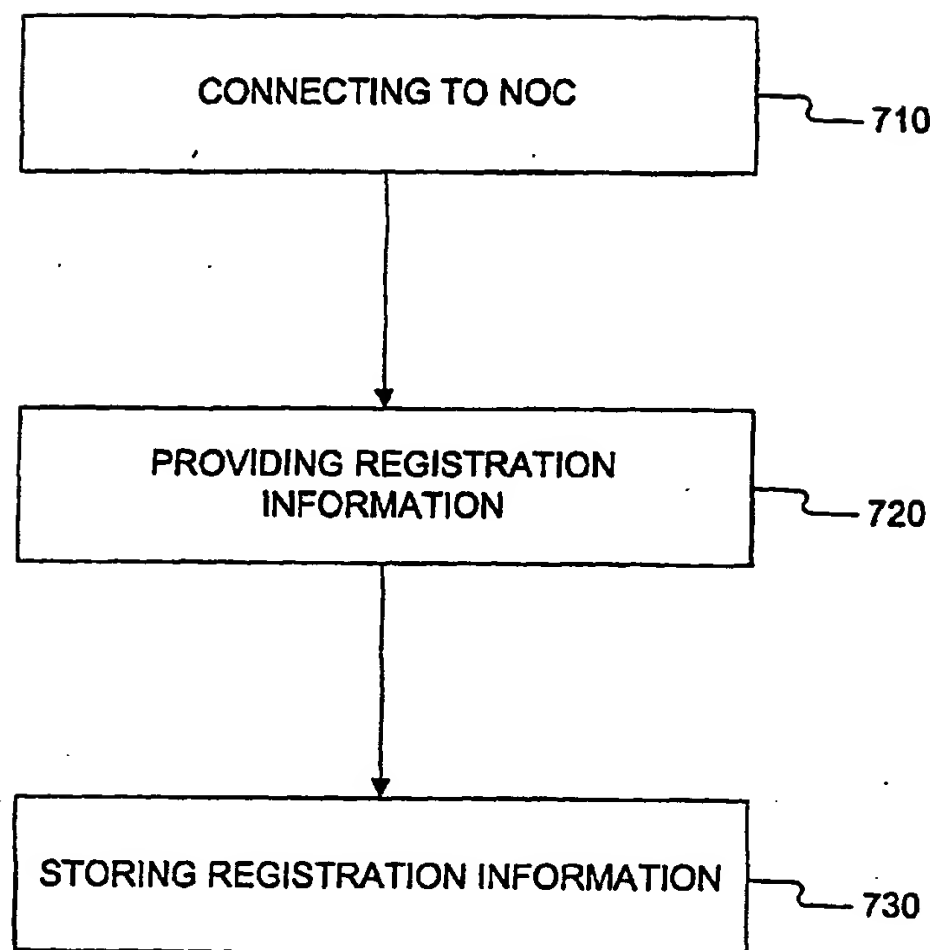 CONNECTING TO NOC
710
PROVIDING REGISTRATION
INFORMATION
720
STORING REGISTRATION INFORMATION
730